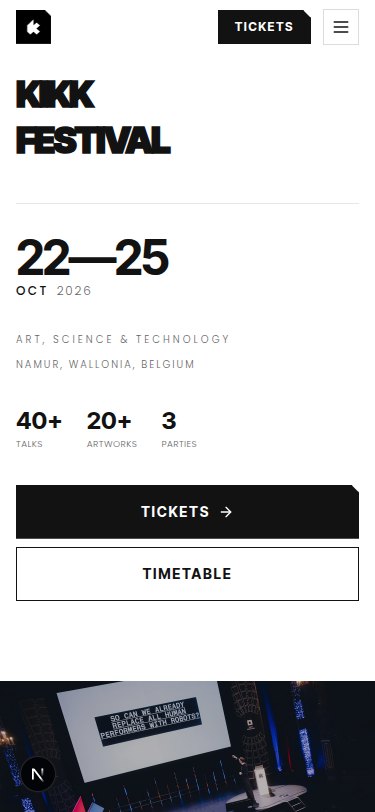 TICKETS
KIKK
FESTIVAL
22—25
OCT 2026
ART, SCIENCE & TECHNOLOGY
NAMUR, WALLONIA, BELGIUM
40+ 20+ 3
TALKS ARTWORKS PARTIES
TICKETS →
TIMETABLE
SO CAN WE ALREADY
REPLACE ALL HUMAN
PERFORMERS WITH ROBOTS?
N